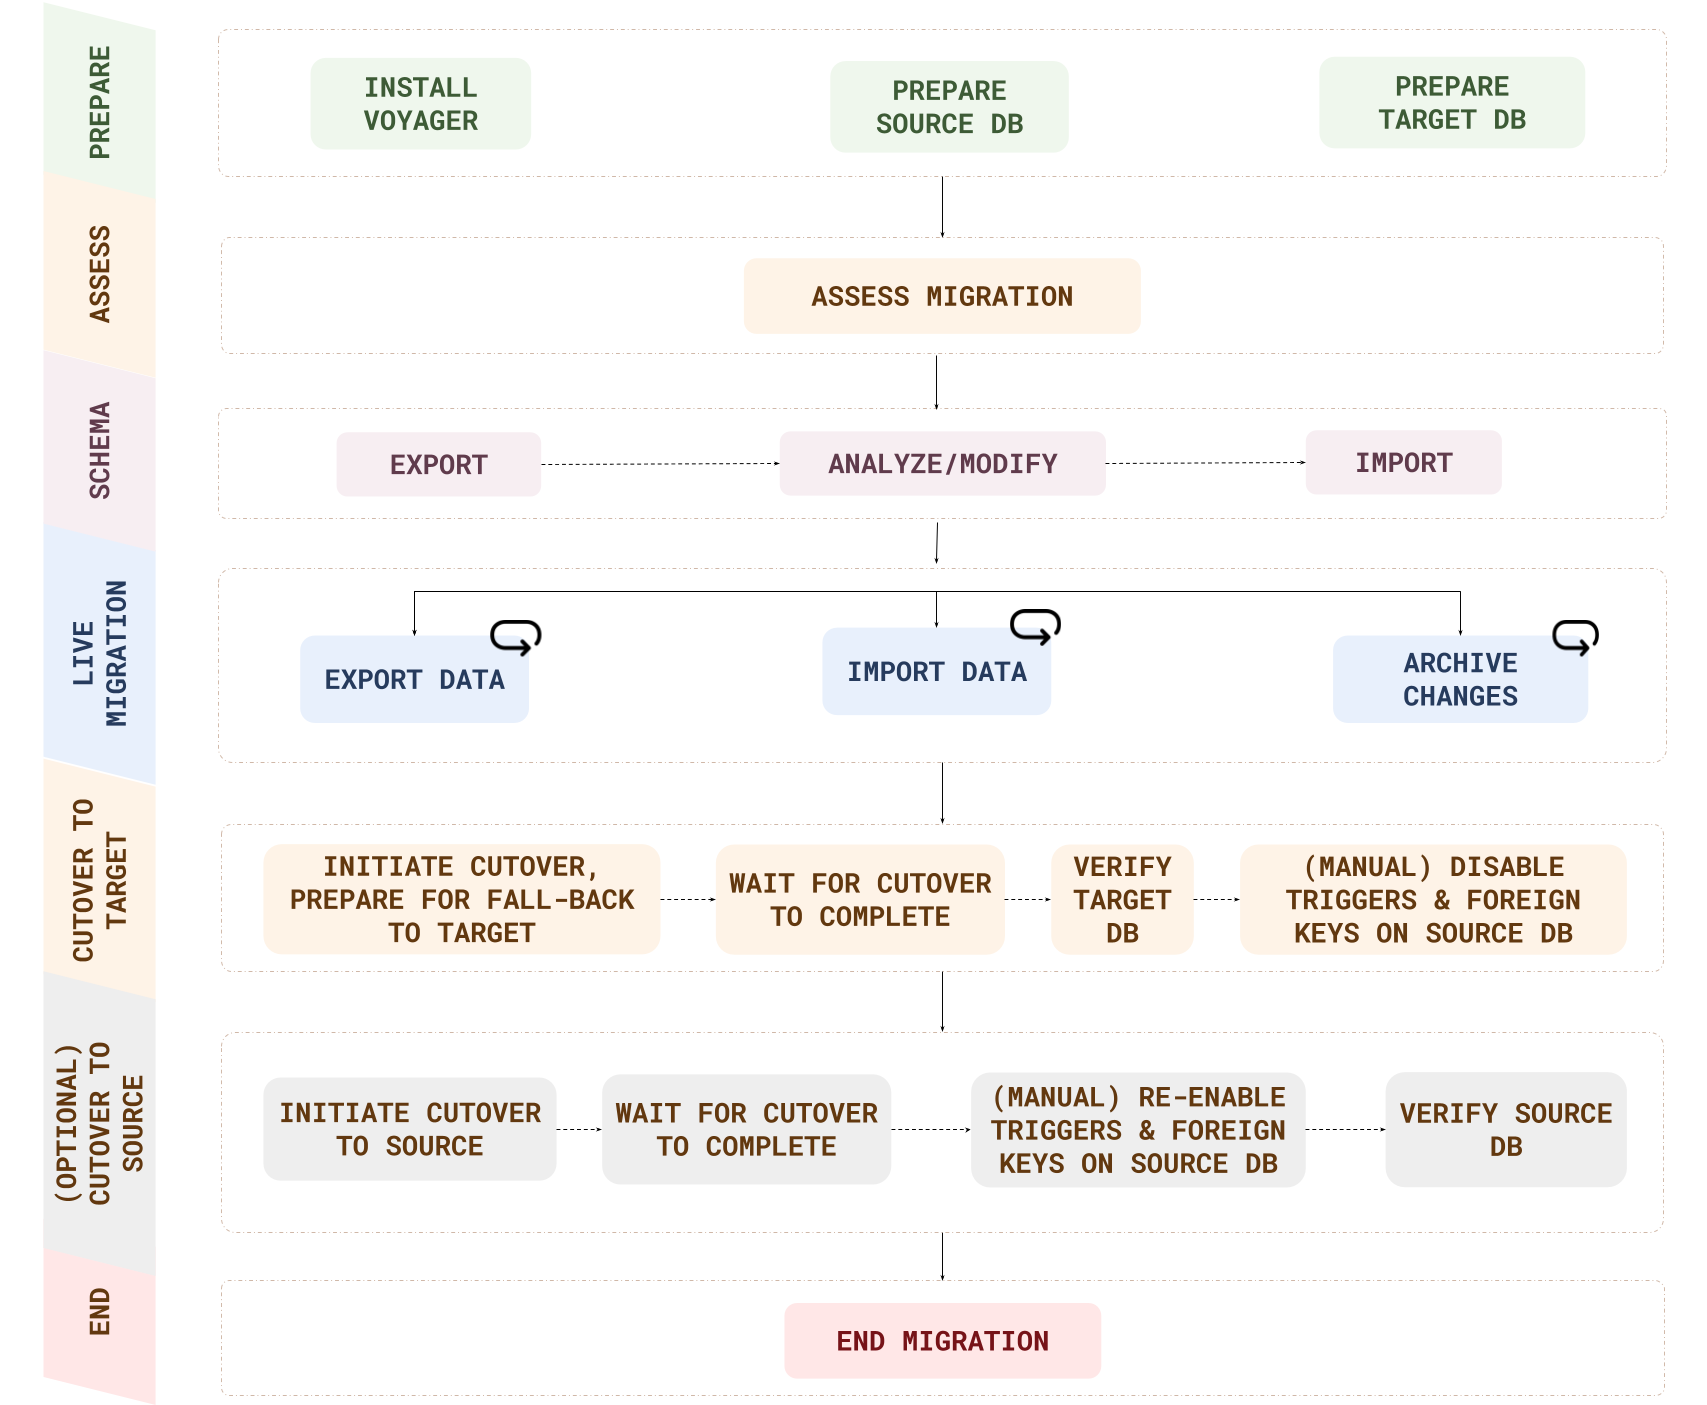 PREPARE
INSTALL
VOYAGER
PREPARE
SOURCE DB
PREPARE
TARGET DB
ASSESS
ASSESS MIGRATION
SCHEMA
EXPORT
ANALYZE/MODIFY
IMPORT
LIVE
MIGRATION
EXPORT DATA
IMPORT DATA
ARCHIVE
CHANGES
CUTOVER TO
TARGET
INITIATE CUTOVER,
PREPARE FOR FALL-BACK
TO TARGET
WAIT FOR CUTOVER
TO COMPLETE
VERIFY
TARGET
DB
(MANUAL) DISABLE
TRIGGERS & FOREIGN
KEYS ON SOURCE DB
(OPTIONAL)
CUTOVER TO
SOURCE
INITIATE CUTOVER
TO SOURCE
WAIT FOR CUTOVER
TO COMPLETE
(MANUAL) RE-ENABLE
TRIGGERS & FOREIGN
KEYS ON SOURCE DB
VERIFY SOURCE
DB
END
END MIGRATION